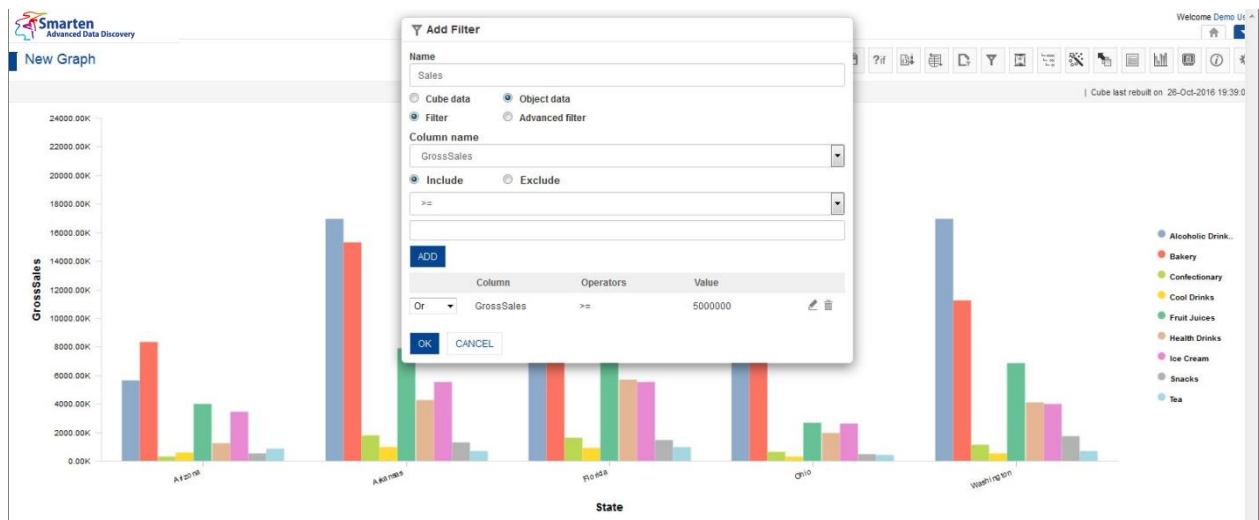 Smarten
Advanced Data Discovery
Welcome Demo Us
New Graph
?if
| Cube last rebuilt on 26-Oct-2016 19:39:0
Add Filter
Name
Sales
Cube data Object data
Filter Advanced filter
Column name
GrossSales
Include Exclude
>=
ADD
Column Operators Value
Or GrossSales >= 5000000
OK CANCEL
GrossSales
24000.00K
22000.00K
20000.00K
18000.00K
16000.00K
14000.00K
12000.00K
10000.00K
8000.00K
6000.00K
4000.00K
2000.00K
0.00K
Arizona
Arkansas
Florida
Ohio
Washington
State
Alcoholic Drink..
Bakery
Confectionary
Cool Drinks
Fruit Juices
Health Drinks
Ice Cream
Snacks
Tea